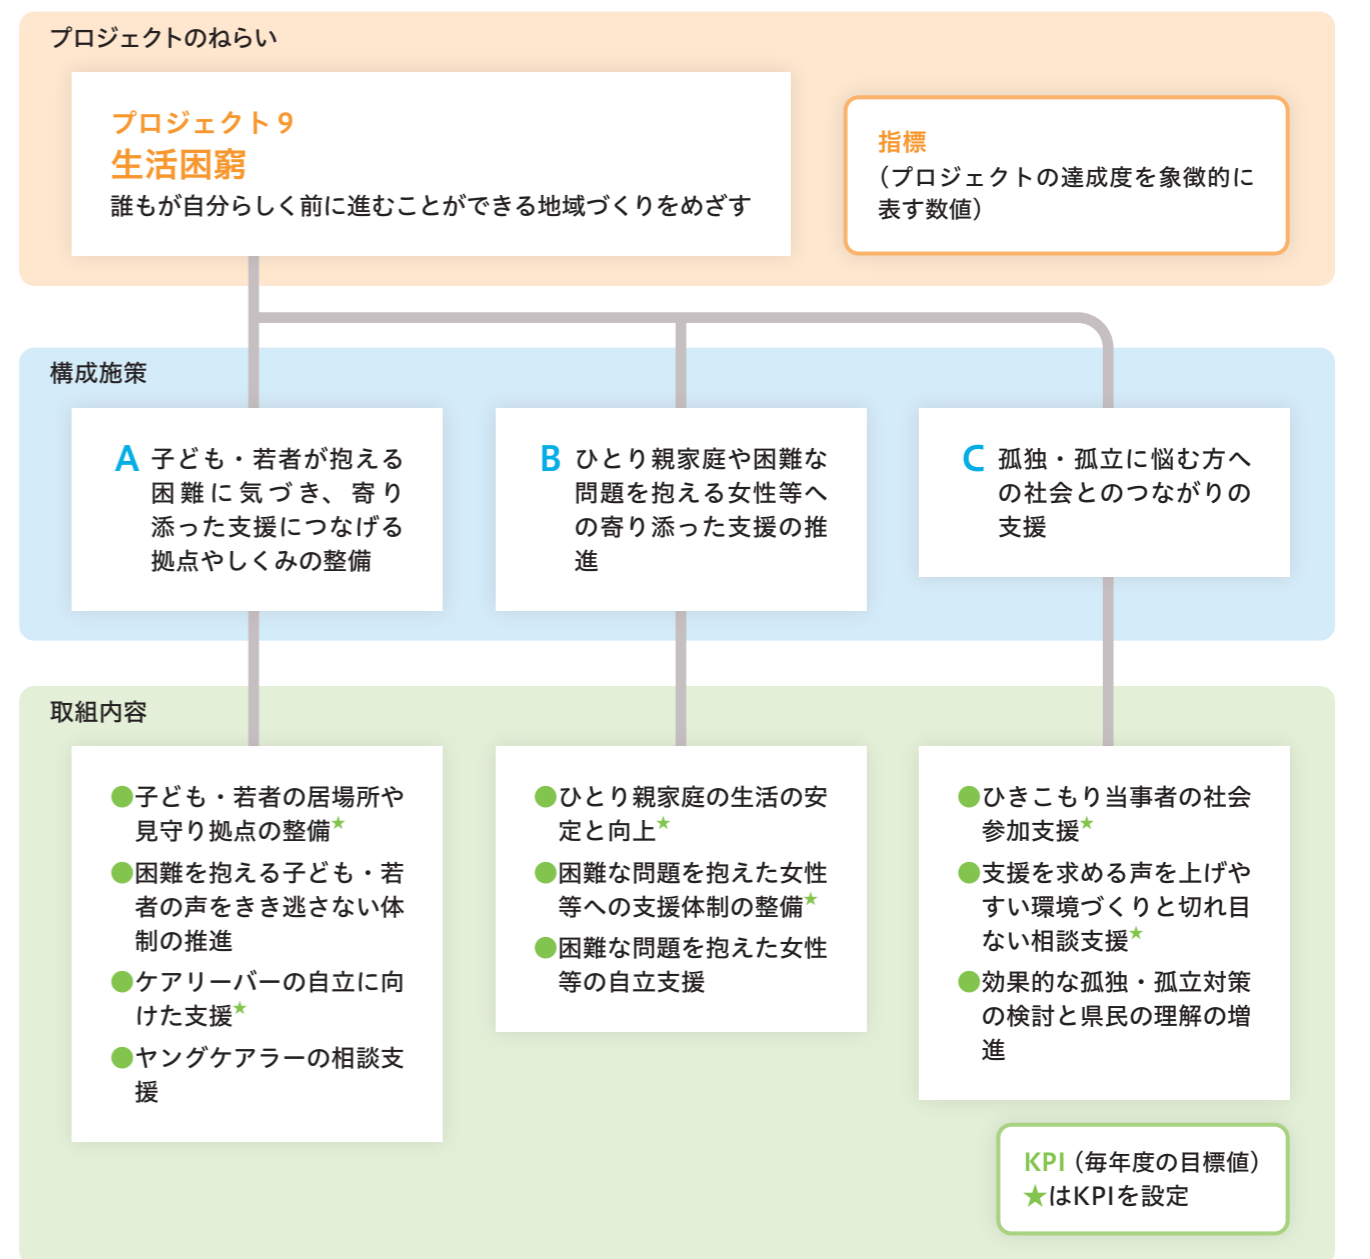 プロジェクトのねらい
プロジェクト 9
生活困窮
誰もが自分らしく前に進むことができる地域づくりをめざす
指標
（プロジェクトの達成度を象徴的に
表す数値）
構成施策
A 子ども・若者が抱える
困難に気づき、寄り
添った支援につなげる
拠点やしくみの整備
B ひとり親家庭や困難な
問題を抱える女性等へ
の寄り添った支援の推
進
C 孤独・孤立に悩む方へ
の社会とのつながりの
支援
取組内容
●子ども・若者の居場所や
見守り拠点の整備★
●困難を抱える子ども・若
者の声をきき逃さない体
制の推進
●ケアリーバーの自立に向
けた支援★
●ヤングケアラーの相談支
援
●ひとり親家庭の生活の安
定と向上★
●困難な問題を抱えた女性
等への支援体制の整備★
●困難な問題を抱えた女性
等の自立支援
●ひきこもり当事者の社会
参加支援★
●支援を求める声を上げや
すい環境づくりと切れ目
ない相談支援★
●効果的な孤独・孤立対策
の検討と県民の理解の増
進
KPI（毎年度の目標値）
★はKPIを設定